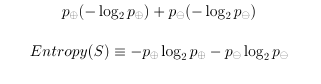 p⊕(− log₂ p⊕) + p⊖(− log₂ p⊖)
Entropy(S) ≡ −p⊕ log₂ p⊕ − p⊖ log₂ p⊖